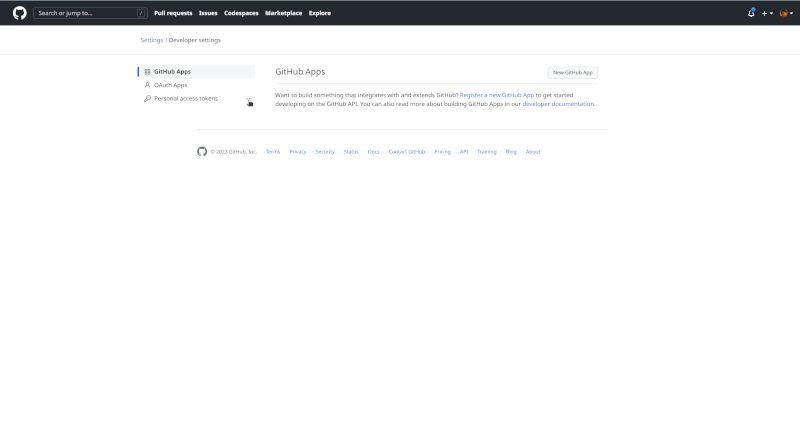 Search or jump to... / Pull requests Issues Codespaces Marketplace Explore
Settings / Developer settings
GitHub Apps
OAuth Apps
Personal access tokens
GitHub Apps New GitHub App
Want to build something that integrates with and extends GitHub? Register a new GitHub App to get started
developing on the GitHub API. You can also read more about building GitHub Apps in our developer documentation.
© 2023 GitHub, Inc. Terms Privacy Security Status Docs Contact GitHub Pricing API Training Blog About